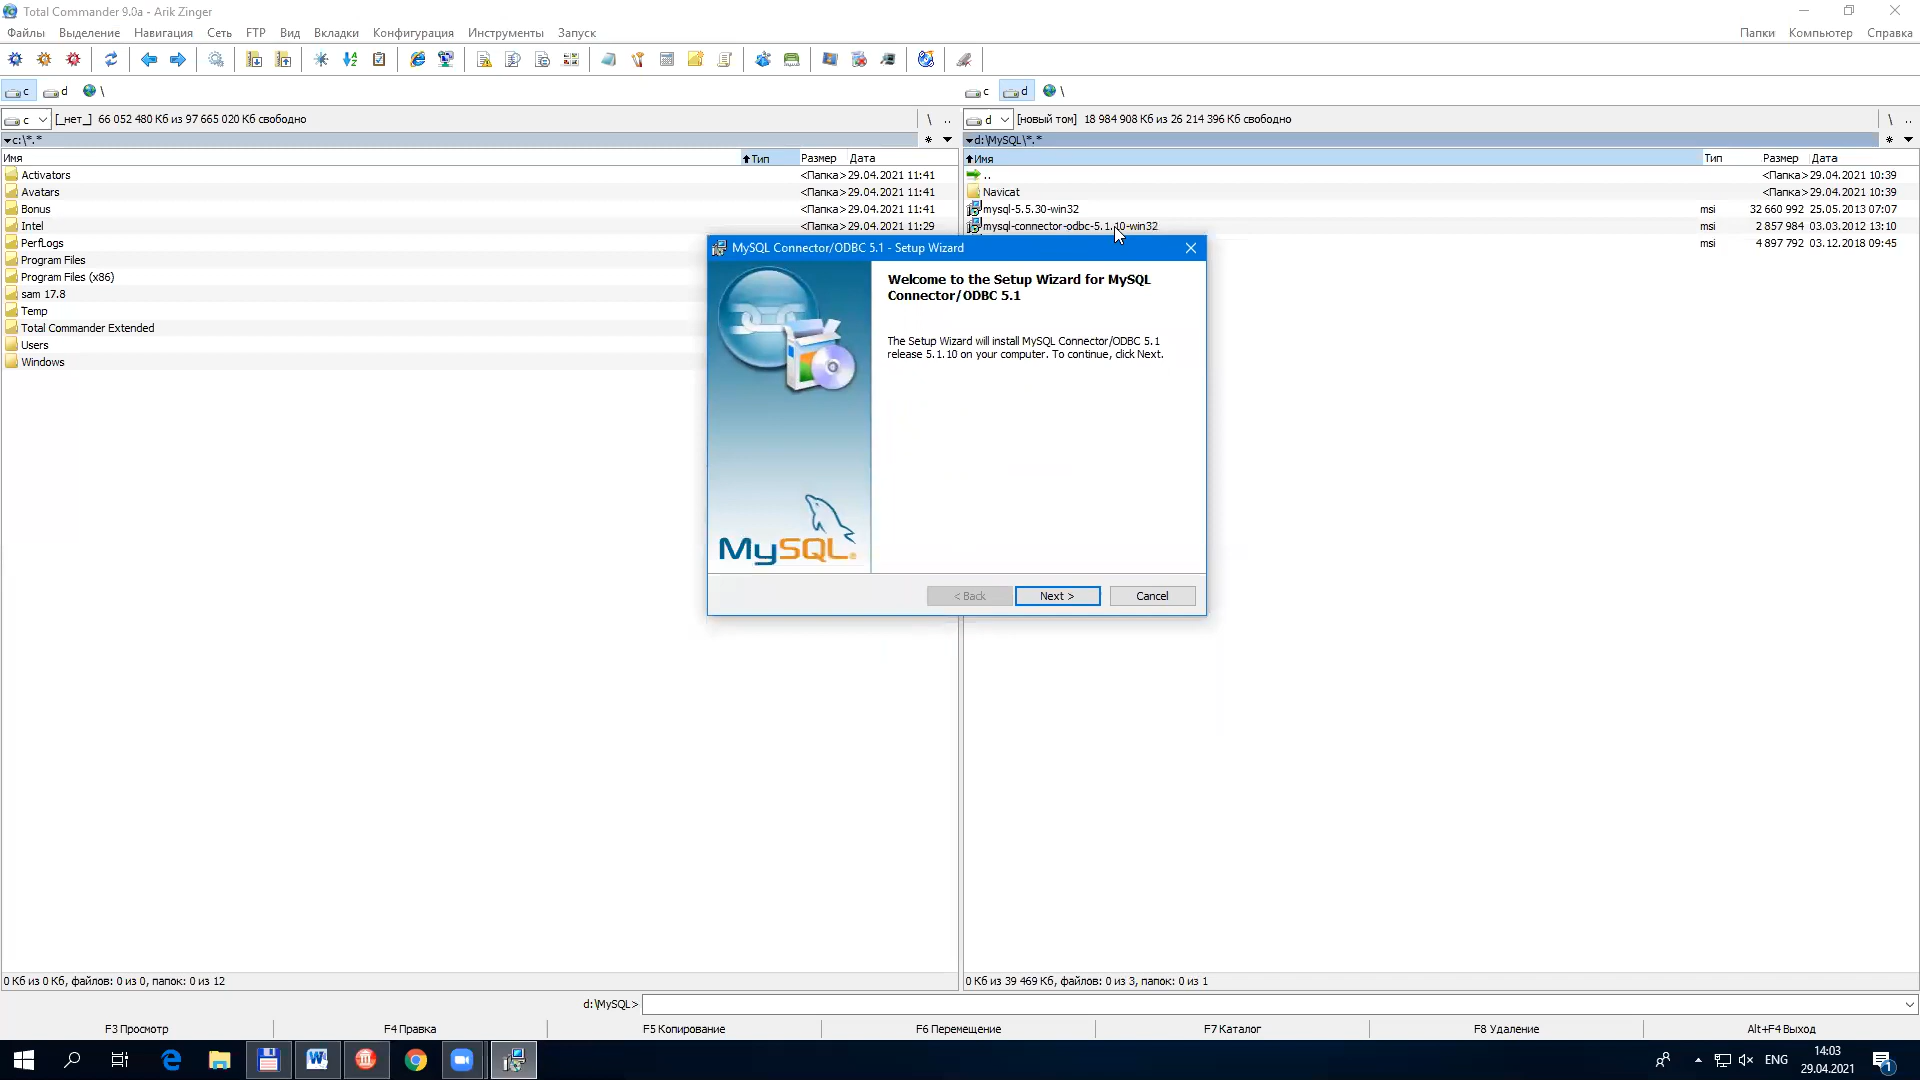 Total Commander 9.0a - Arik Zinger
Файлы Выделение Навигация Сеть FTP Вид Вкладки Конфигурация Инструменты Запуск Папки Компьютер Справка
c d \ c d \
c [_нет_] 66 052 480 Кб из 97 665 020 Кб свободно \ .. d [новый том] 18 984 908 Кб из 26 214 396 Кб свободно \ ..
c:\*.* * d:\MySQL\*.* *
Имя Тип Размер Дата Имя Тип Размер Дата
Activators <Папка> 29.04.2021 11:41 .. <Папка> 29.04.2021 10:39
Avatars <Папка> 29.04.2021 11:41 Navicat <Папка> 29.04.2021 10:39
Bonus <Папка> 29.04.2021 11:41 mysql-5.5.30-win32 msi 32 660 992 25.05.2013 07:07
Intel <Папка> 29.04.2021 11:29 mysql-connector-odbc-5.1.10-win32 msi 2 857 984 03.03.2012 13:10
PerfLogs msi 4 897 792 03.12.2018 09:45
Program Files
Program Files (x86)
sam 17.8
Temp
Total Commander Extended
Users
Windows
MySQL Connector/ODBC 5.1 - Setup Wizard
Welcome to the Setup Wizard for MySQL
Connector/ODBC 5.1
The Setup Wizard will install MySQL Connector/ODBC 5.1
release 5.1.10 on your computer. To continue, click Next.
MySQL®
< Back Next > Cancel
0 Кб из 0 Кб, файлов: 0 из 0, папок: 0 из 12 0 Кб из 39 469 Кб, файлов: 0 из 3, папок: 0 из 1
d:\MySQL>
F3 Просмотр F4 Правка F5 Копирование F6 Перемещение F7 Каталог F8 Удаление Alt+F4 Выход
ENG 14:03
29.04.2021 1